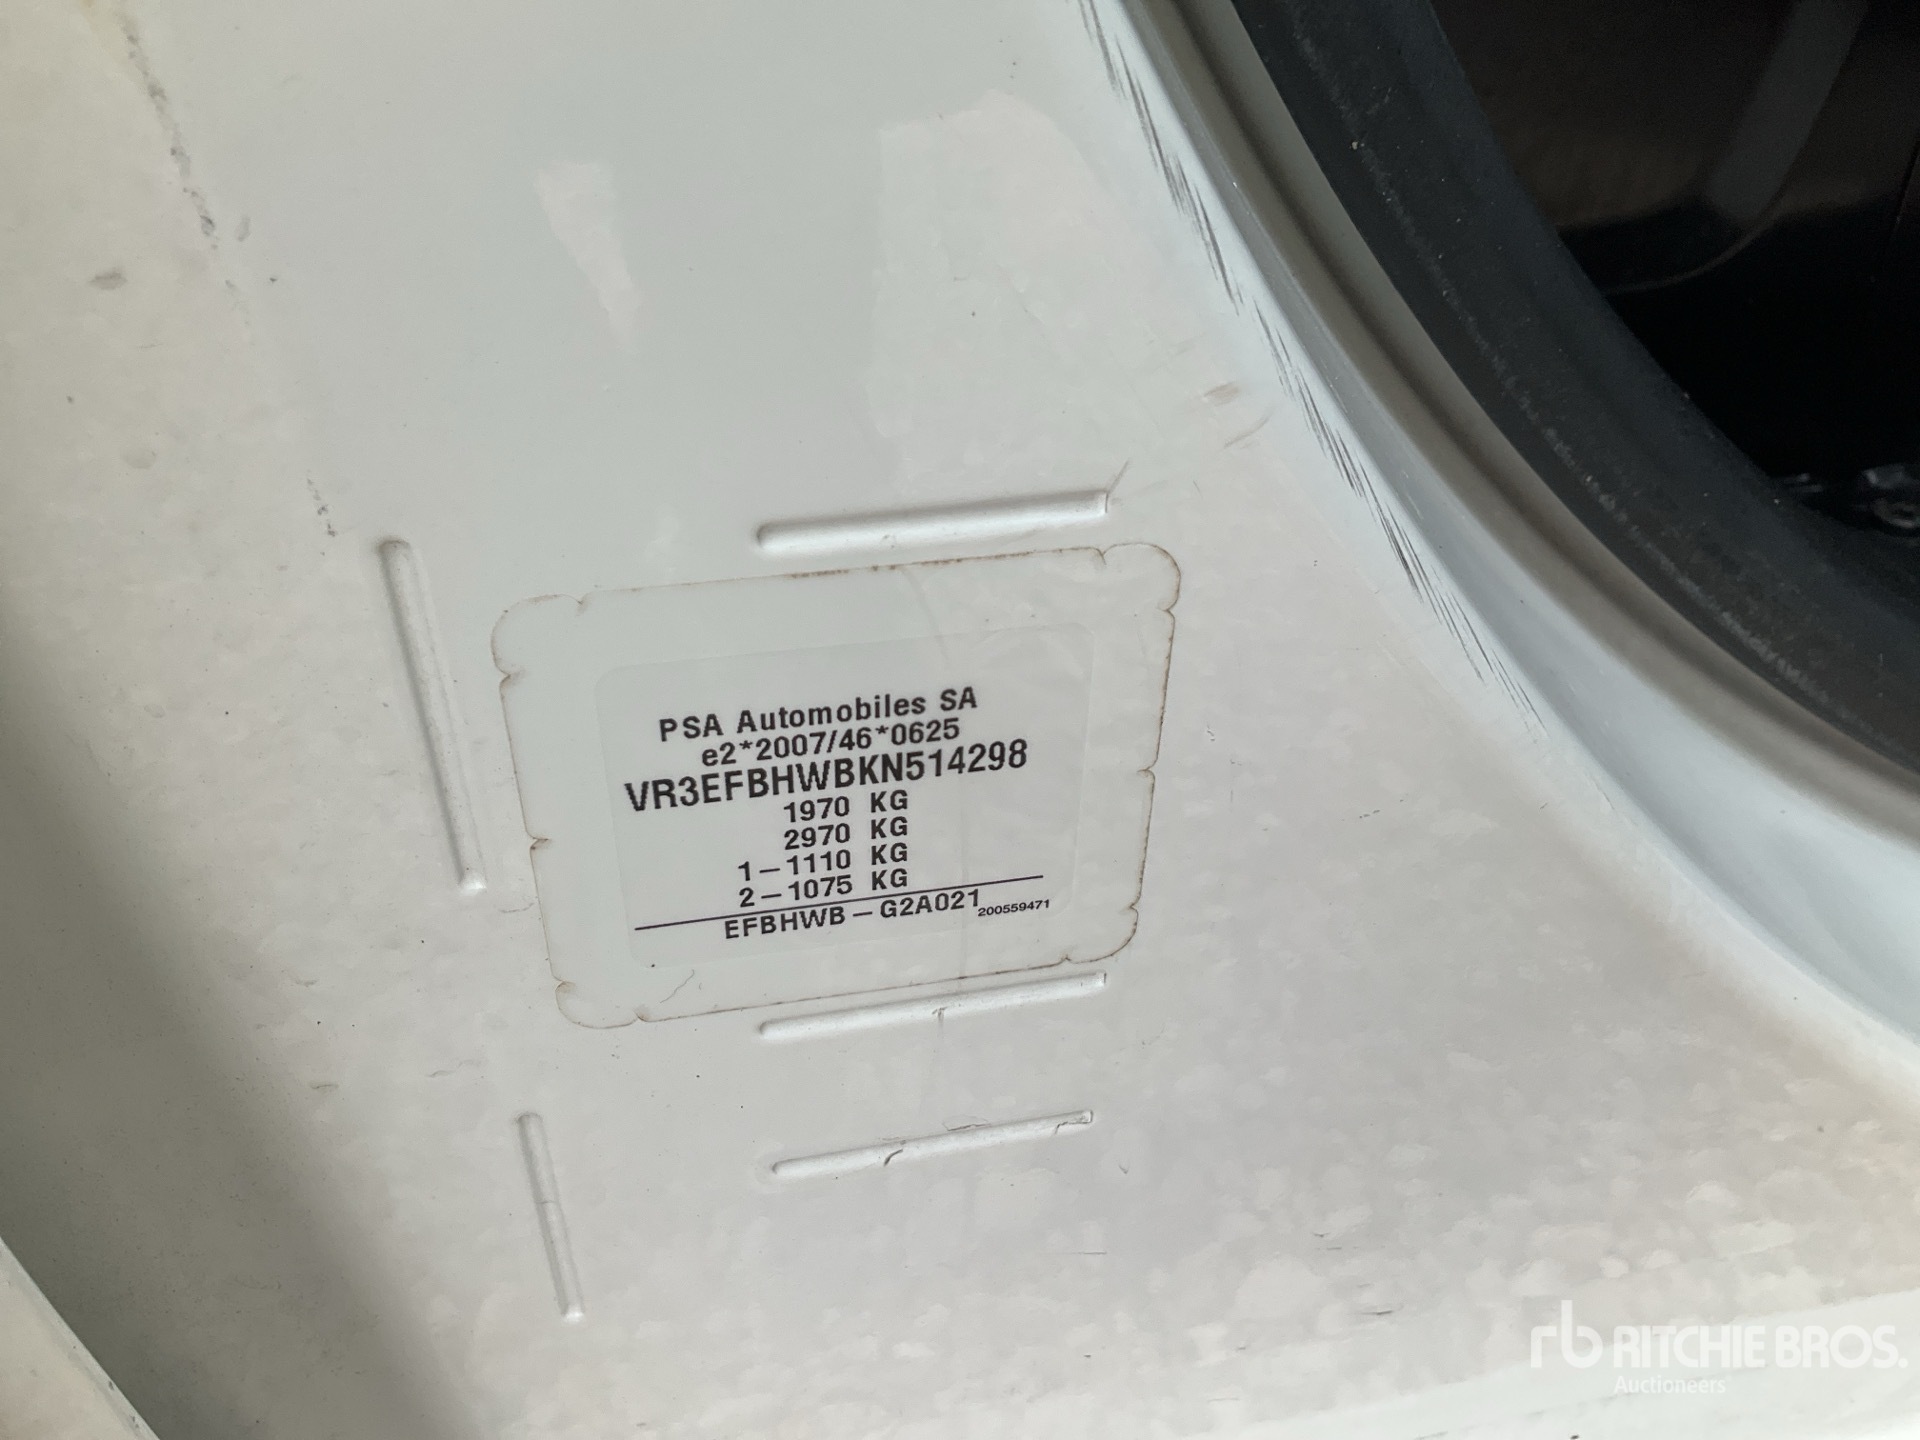 PSA Automobiles SA
e2*2007/46*0625
VR3EFBHWBKN514298
1970 KG
2970 KG
1–1110 KG
2–1075 KG
EFBHWB – G2A021 200559471
rb RITCHIE BROS.
Auctioneers